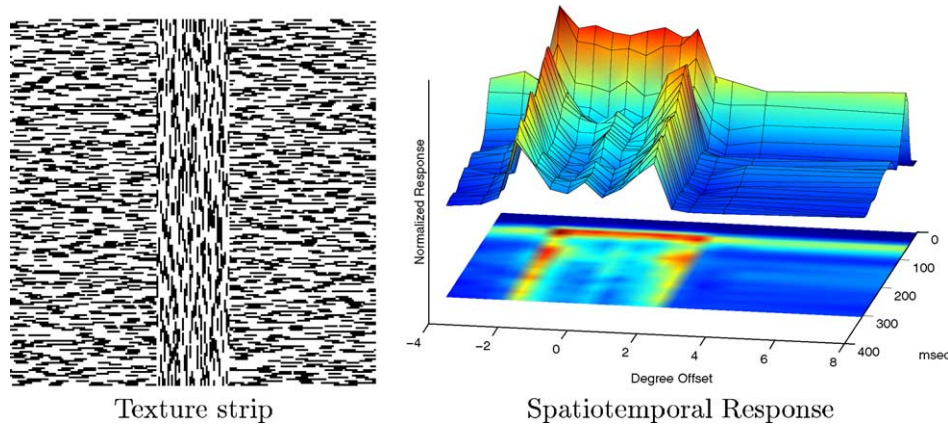 Normalized Response
0
100
200
300
400
msec
−4
−2
0
2
4
6
8
Degree Offset
Texture strip
Spatiotemporal Response